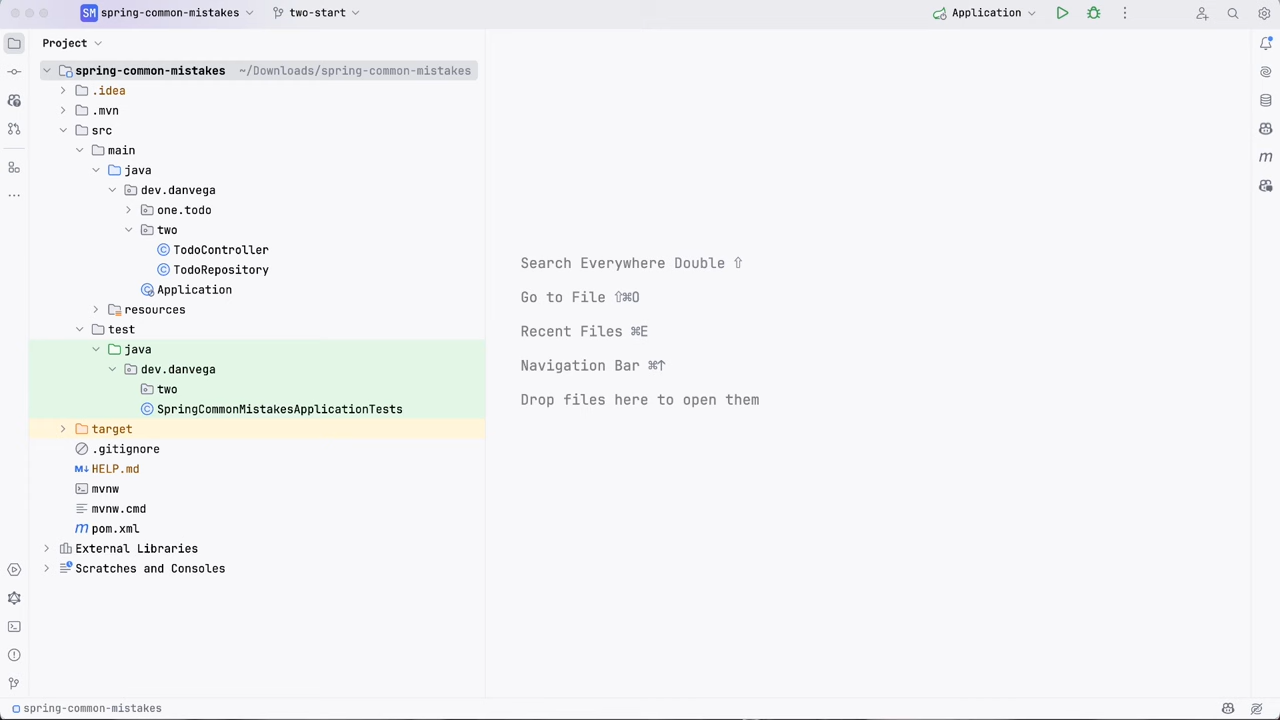 SM spring-common-mistakes two-start Application
Project
spring-common-mistakes ~/Downloads/spring-common-mistakes
.idea
.mvn
src
main
java
dev.danvega
one.todo
two
TodoController
TodoRepository
Application
resources
test
java
dev.danvega
two
SpringCommonMistakesApplicationTests
target
.gitignore
HELP.md
mvnw
mvnw.cmd
pom.xml
External Libraries
Scratches and Consoles
Search Everywhere Double ⇧
Go to File ⇧⌘O
Recent Files ⌘E
Navigation Bar ⌘↑
Drop files here to open them
spring-common-mistakes